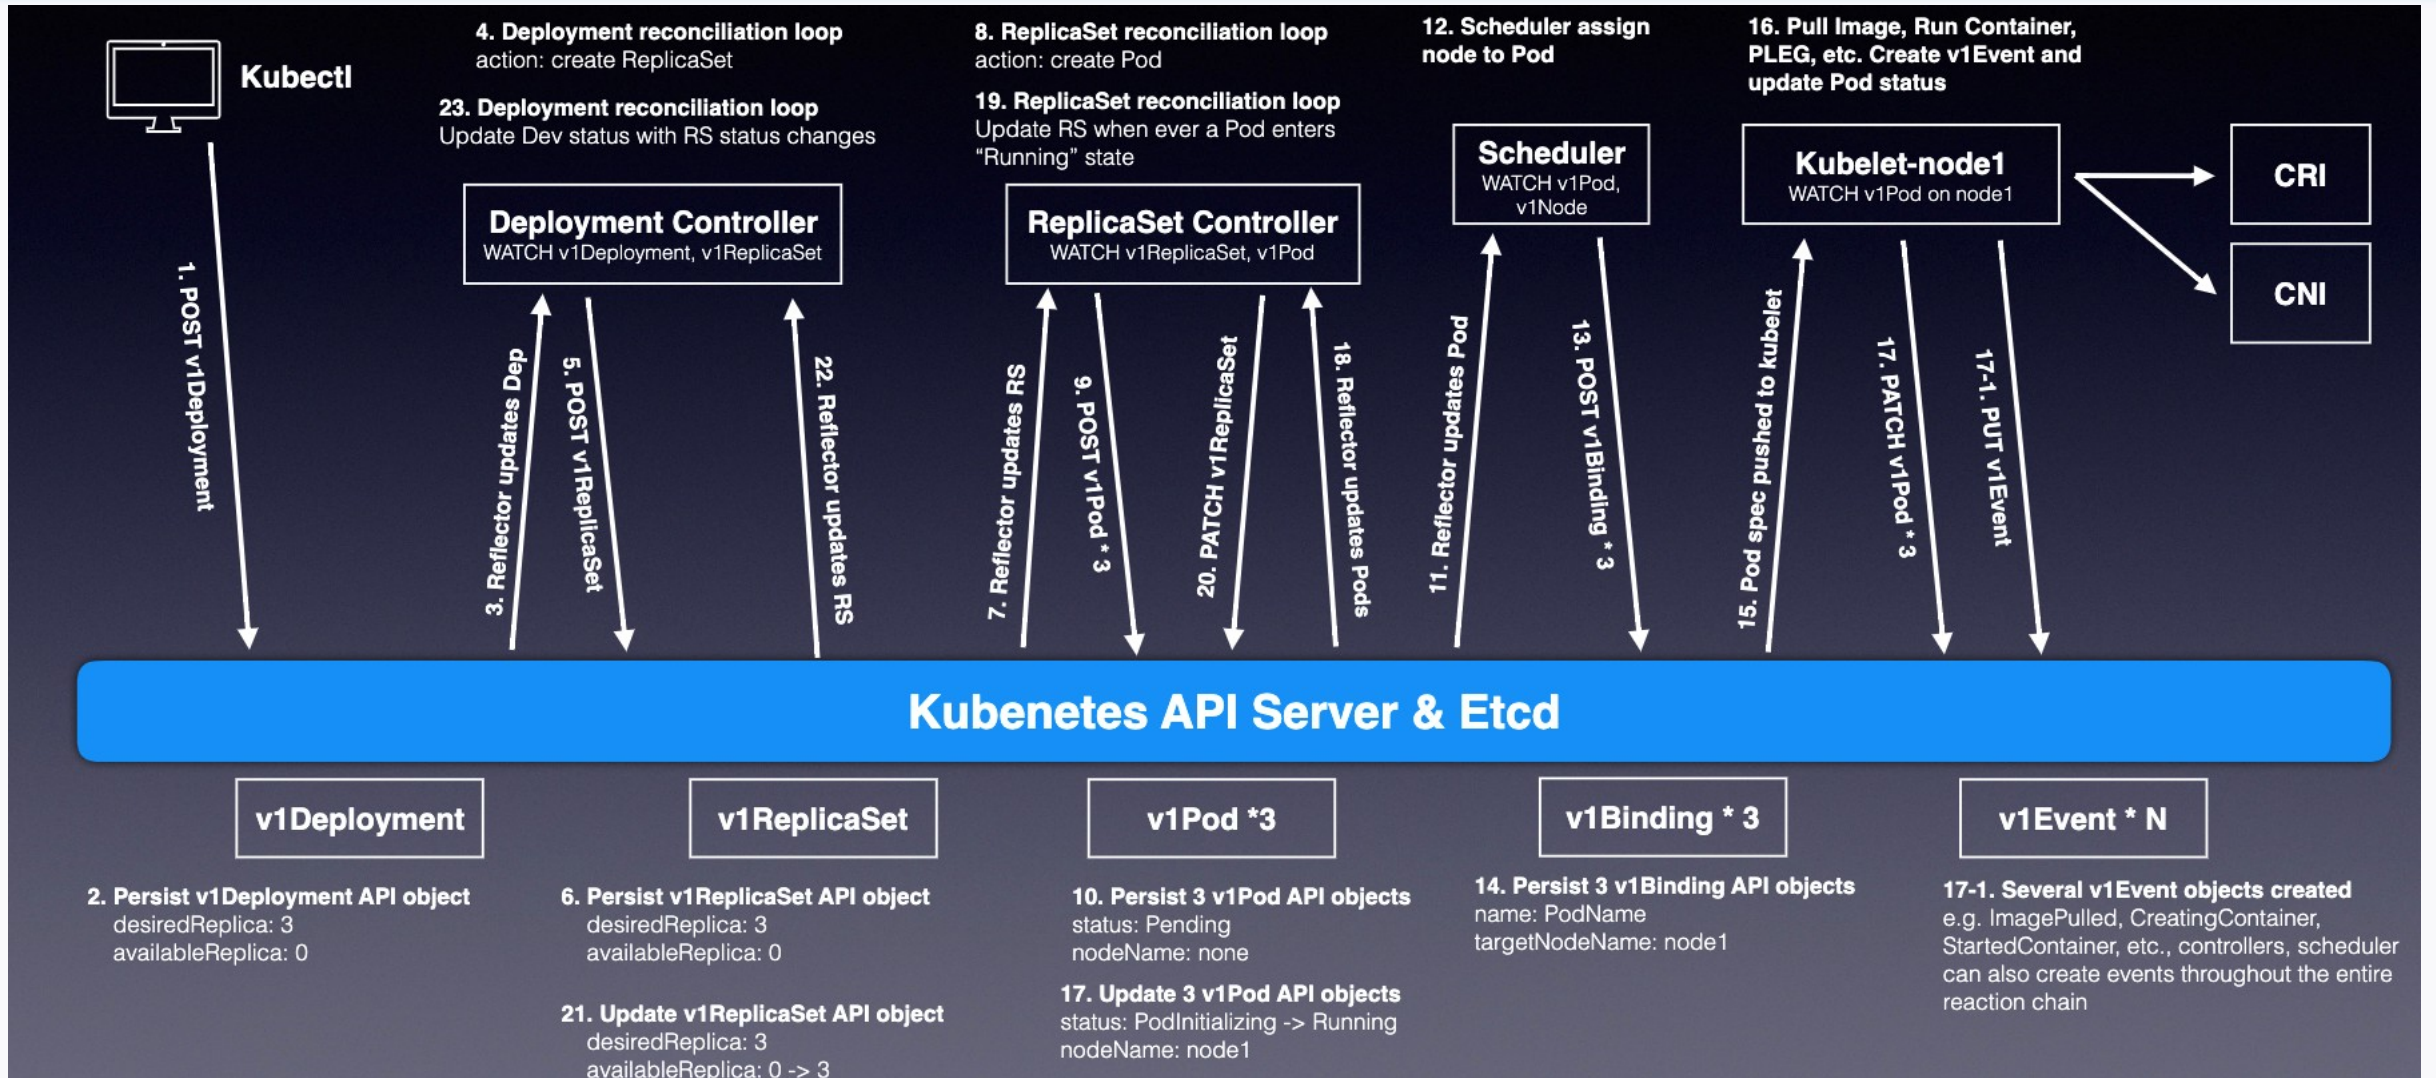 Kubectl
4. Deployment reconciliation loop
action: create ReplicaSet
23. Deployment reconciliation loop
Update Dev status with RS status changes
8. ReplicaSet reconciliation loop
action: create Pod
19. ReplicaSet reconciliation loop
Update RS when ever a Pod enters
“Running” state
12. Scheduler assign
node to Pod
16. Pull Image, Run Container,
PLEG, etc. Create v1Event and
update Pod status
Deployment Controller
WATCH v1Deployment, v1ReplicaSet
ReplicaSet Controller
WATCH v1ReplicaSet, v1Pod
Scheduler
WATCH v1Pod,
v1Node
Kubelet-node1
WATCH v1Pod on node1
CRI
CNI
1. POST v1Deployment
3. Reflector updates Dep
5. POST v1ReplicaSet
22. Reflector updates RS
7. Reflector updates RS
9. POST v1Pod * 3
20. PATCH v1ReplicaSet
18. Reflector updates Pods
11. Reflector updates Pod
13. POST v1Binding * 3
15. Pod spec pushed to kubelet
17. PATCH v1Pod * 3
17-1. PUT v1Event
Kubenetes API Server & Etcd
v1Deployment
v1ReplicaSet
v1Pod *3
v1Binding * 3
v1Event * N
2. Persist v1Deployment API object
desiredReplica: 3
availableReplica: 0
6. Persist v1ReplicaSet API object
desiredReplica: 3
availableReplica: 0
21. Update v1ReplicaSet API object
desiredReplica: 3
availableReplica: 0 -> 3
10. Persist 3 v1Pod API objects
status: Pending
nodeName: none
17. Update 3 v1Pod API objects
status: PodInitializing -> Running
nodeName: node1
14. Persist 3 v1Binding API objects
name: PodName
targetNodeName: node1
17-1. Several v1Event objects created
e.g. ImagePulled, CreatingContainer,
StartedContainer, etc., controllers, scheduler
can also create events throughout the entire
reaction chain